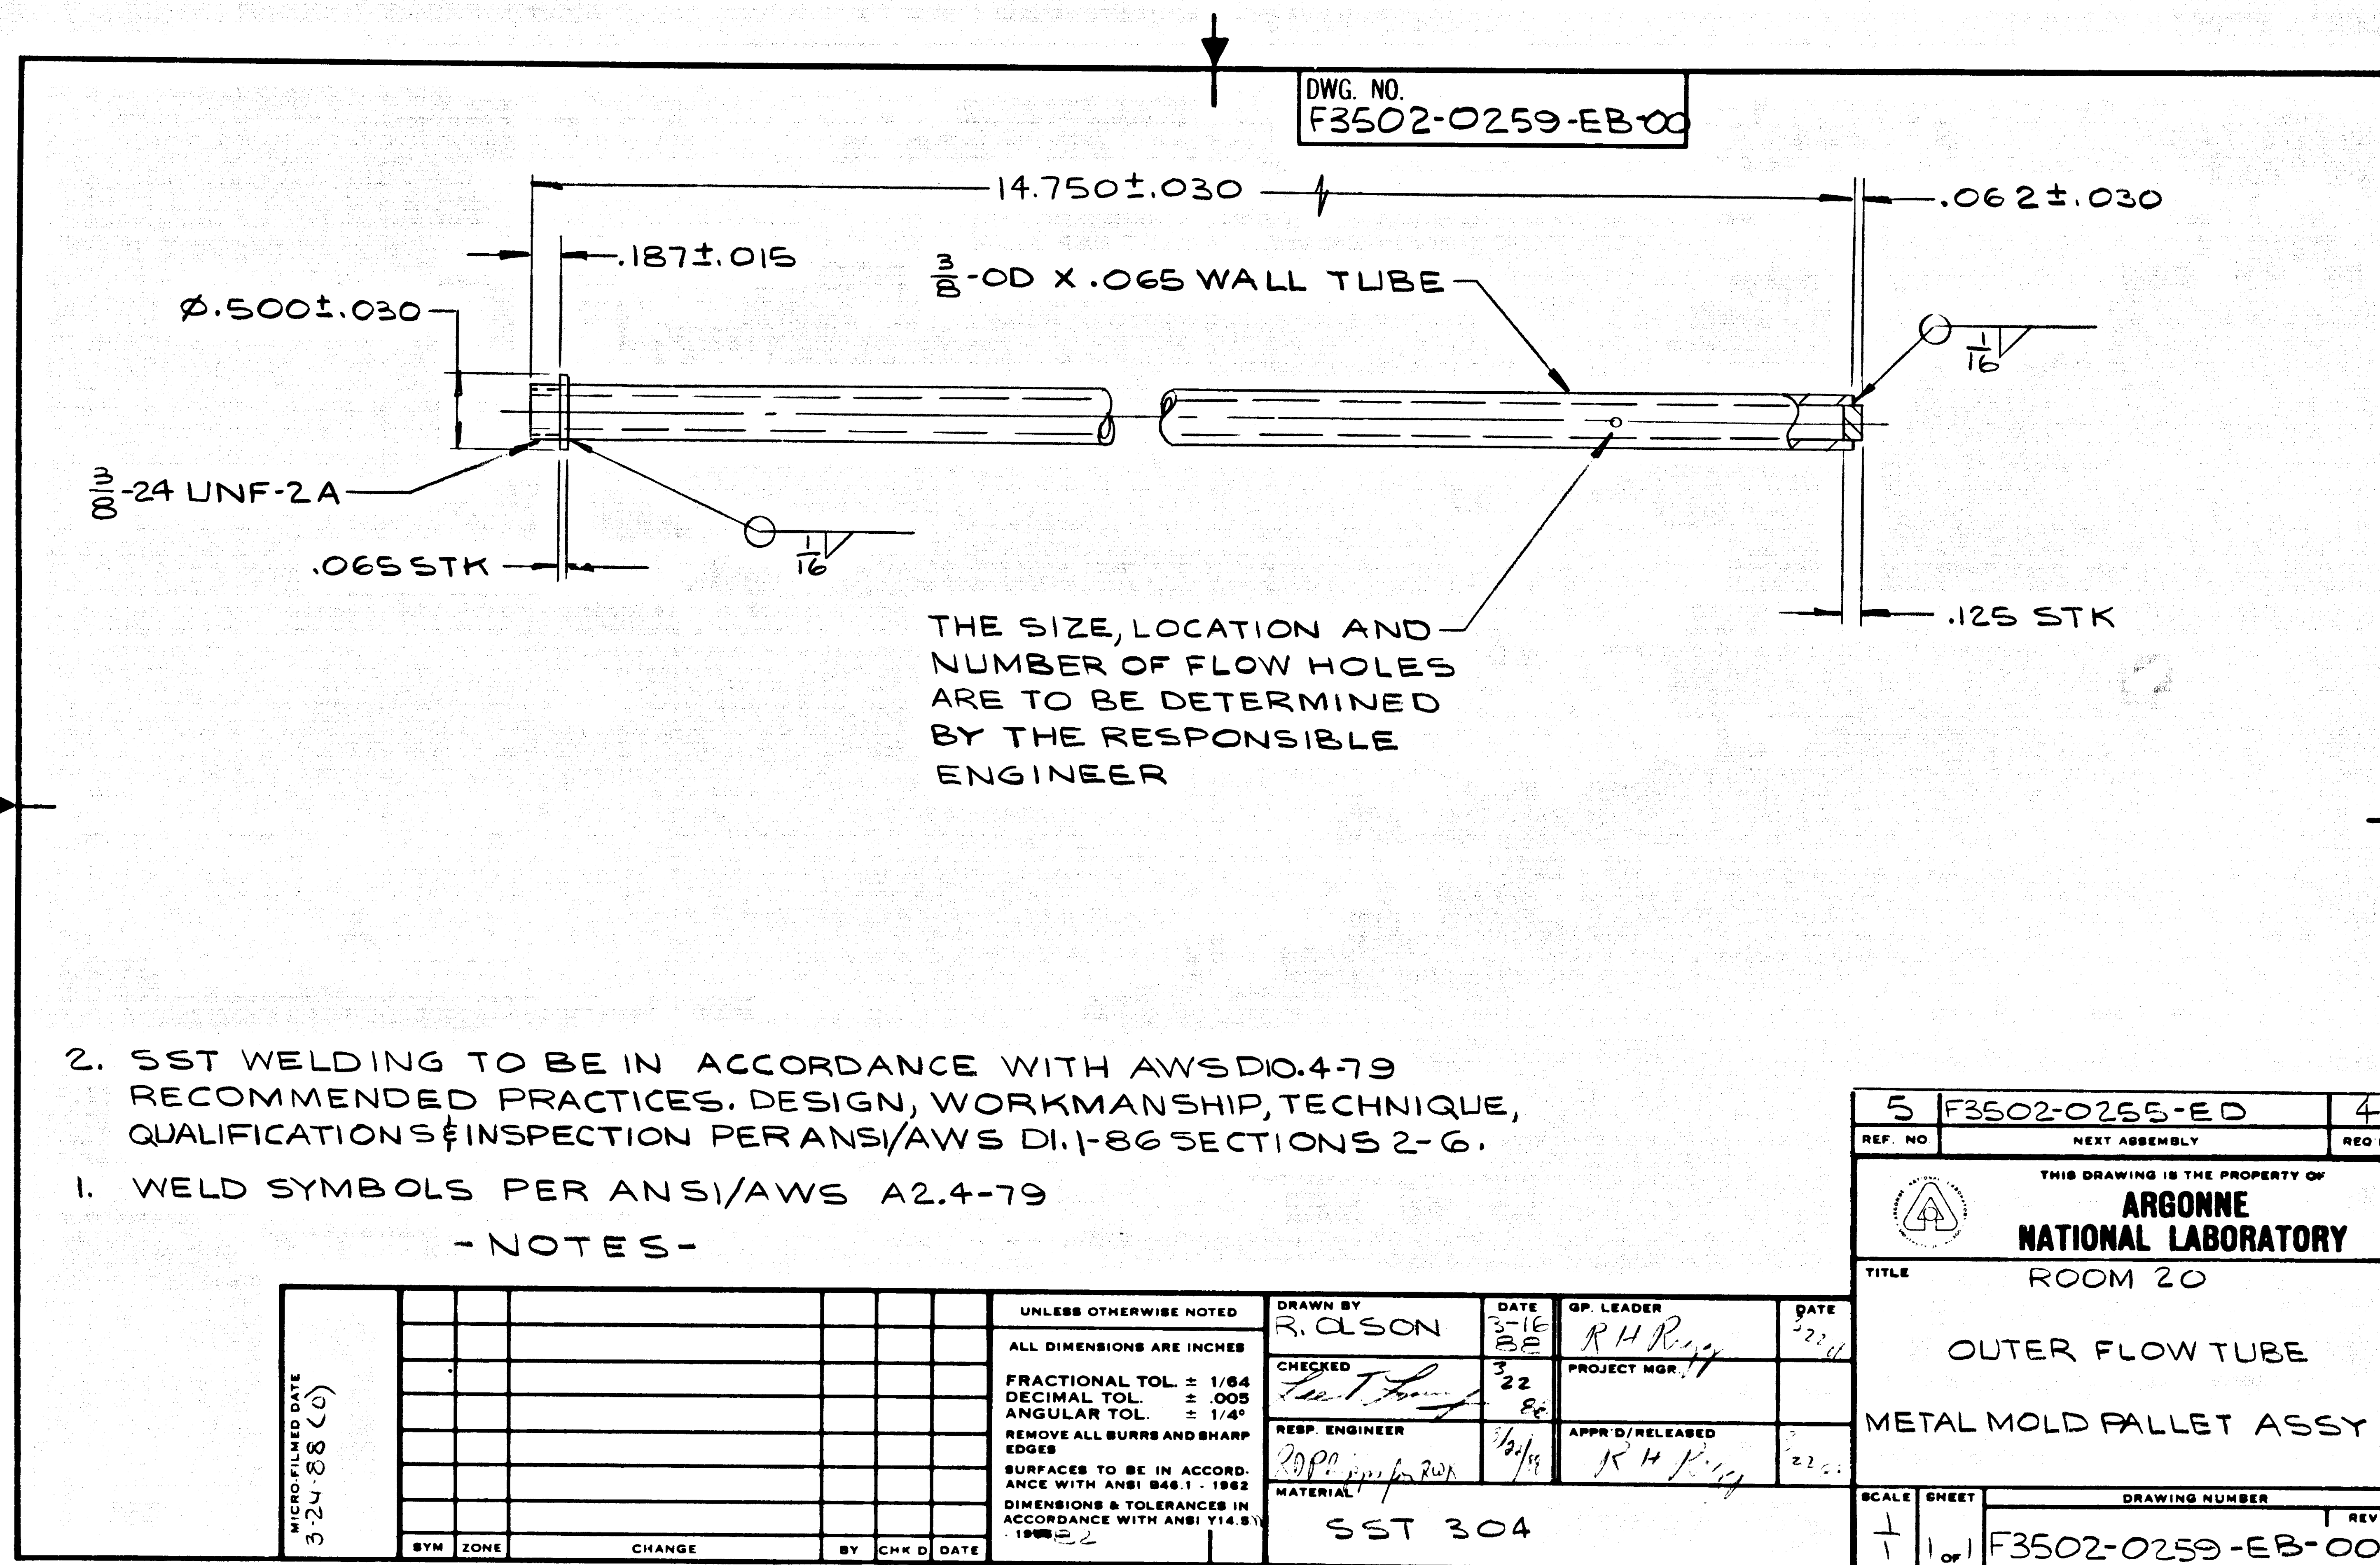 DWG. NO.
F3502-0259-EB-00
14.750±.030
.062±.030
.187±.015
3/8-OD X .065 WALL TUBE
Ø.500±.030
1/16
3/8-24 UNF-2A
1/16
.065 STK
.125 STK
THE SIZE, LOCATION AND
NUMBER OF FLOW HOLES
ARE TO BE DETERMINED
BY THE RESPONSIBLE
ENGINEER
2. SST WELDING TO BE IN ACCORDANCE WITH AWS D10.4-79
RECOMMENDED PRACTICES. DESIGN, WORKMANSHIP, TECHNIQUE,
QUALIFICATIONS & INSPECTION PER ANSI/AWS D1.1-86 SECTIONS 2-6.
1. WELD SYMBOLS PER ANSI/AWS A2.4-79
-NOTES-
5 F3502-0255-ED 4
REF. NO NEXT ASSEMBLY
THIS DRAWING IS THE PROPERTY OF
ARGONNE
NATIONAL LABORATORY
TITLE
ROOM 20
OUTER FLOW TUBE
METAL MOLD PALLET ASSY
SCALE SHEET DRAWING NUMBER REV
1/1 1 OF 1 F3502-0259-EB-00
MICRO-FILMED DATE
3-24-88 (0)
SYM ZONE CHANGE BY CHK D DATE
UNLESS OTHERWISE NOTED
ALL DIMENSIONS ARE INCHES
FRACTIONAL TOL. ± 1/64
DECIMAL TOL. ± .005
ANGULAR TOL. ± 1/4°
REMOVE ALL BURRS AND SHARP
EDGES
SURFACES TO BE IN ACCORD-
ANCE WITH ANSI B46.1 - 1962
DIMENSIONS & TOLERANCES IN
ACCORDANCE WITH ANSI Y14.5
DRAWN BY DATE
R. OLSON 3-16
88
GP. LEADER DATE
R H
CHECKED
3
22
PROJECT MGR.
RESP. ENGINEER
for RWK
APPR'D/RELEASED
R H
MATERIAL
SST 304